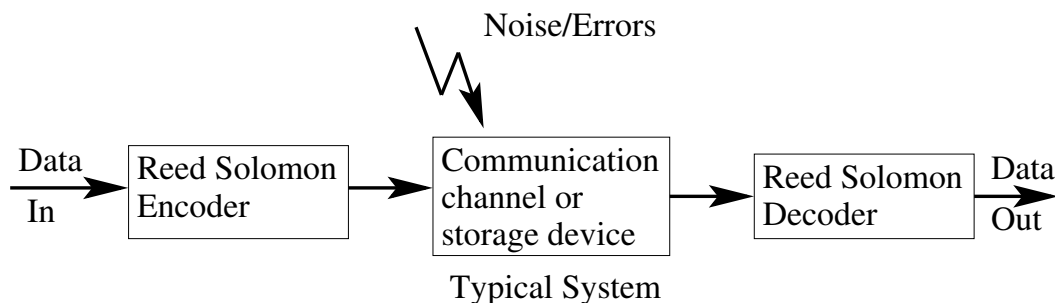 Noise/Errors
Data
In
Reed Solomon
Encoder
Communication
channel or
storage device
Reed Solomon
Decoder
Data
Out
Typical System